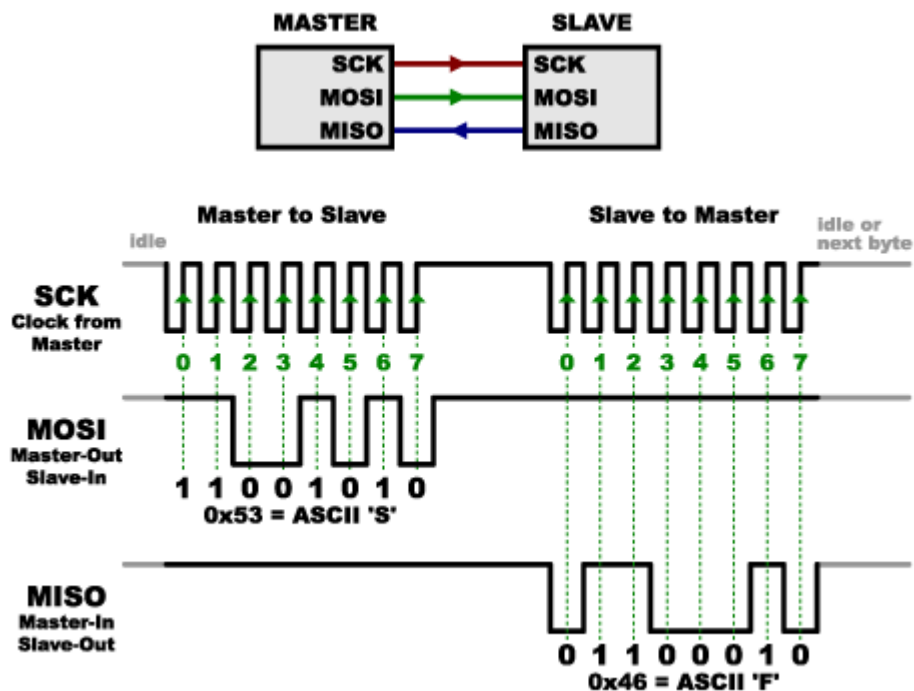 MASTER SLAVE
SCK SCK
MOSI MOSI
MISO MISO
Master to Slave Slave to Master
idle
idle or
next byte
SCK
Clock from
Master
0 1 2 3 4 5 6 7 0 1 2 3 4 5 6 7
MOSI
Master-Out
Slave-In
1 1 0 0 1 0 1 0
0x53 = ASCII 'S'
MISO
Master-In
Slave-Out
0 1 1 0 0 0 1 0
0x46 = ASCII 'F'